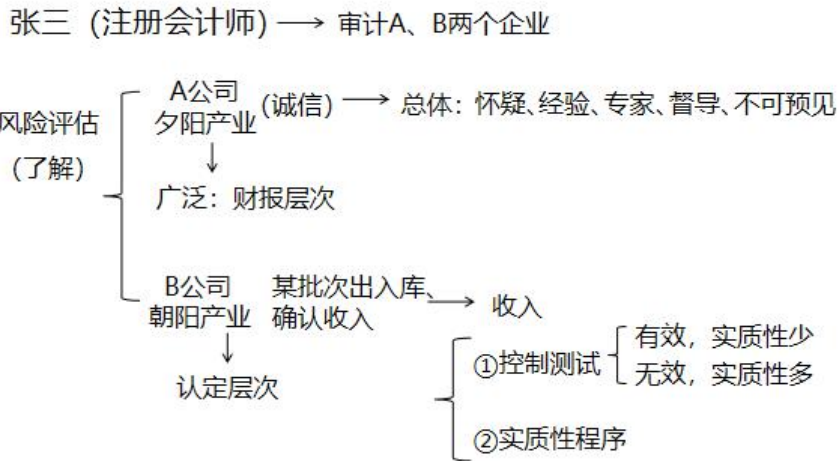 张三（注册会计师）→ 审计A、B两个企业
A公司
夕阳产业
(诚信) → 总体：怀疑、经验、专家、督导、不可预见
风险评估
（了解）
↓
广泛：财报层次
B公司
朝阳产业
某批次出入库、
确认收入
→ 收入
↓
认定层次
①控制测试
有效，实质性少
无效，实质性多
②实质性程序